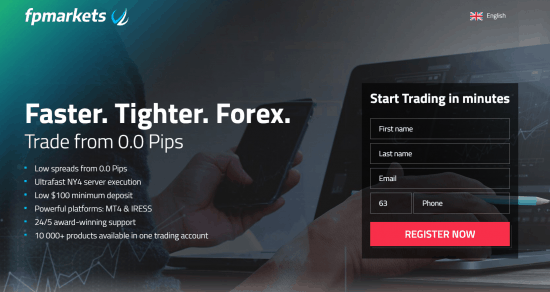 fpmarkets
English
Faster. Tighter. Forex.
Trade from 0.0 Pips
Low spreads from 0.0 Pips
Ultrafast NY4 server execution
Low $100 minimum deposit
Powerful platforms: MT4 & IRESS
24/5 award-winning support
10 000+ products available in one trading account
Start Trading in minutes
First name
Last name
Email
63 Phone
REGISTER NOW